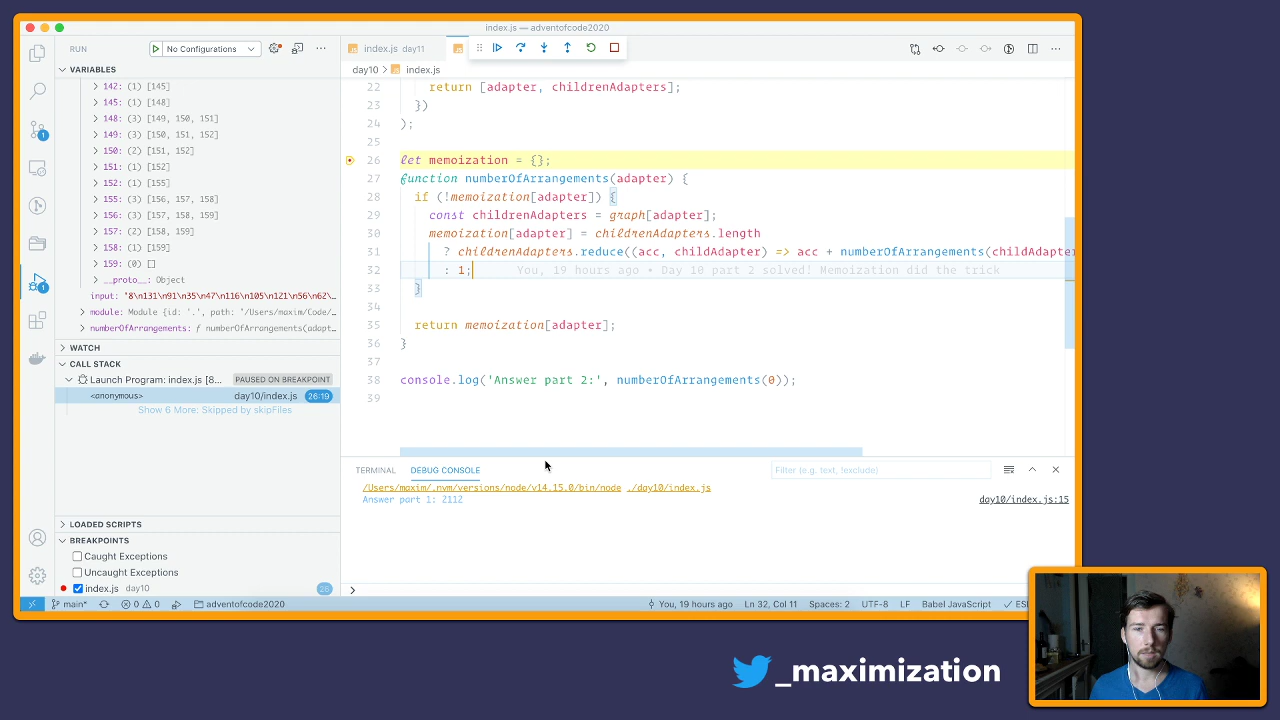 index.js — adventofcode2020
RUN
No Configurations
index.js day11
day10 > index.js
VARIABLES
142: (1) [145]
145: (1) [148]
148: (3) [149, 150, 151]
149: (3) [150, 151, 152]
150: (2) [151, 152]
151: (1) [152]
152: (1) [155]
155: (3) [156, 157, 158]
156: (3) [157, 158, 159]
157: (2) [158, 159]
158: (1) [159]
159: (0) []
__proto__: Object
input: "8\n131\n91\n35\n47\n116\n105\n121\n56\n62\…
module: Module {id: '.', path: "/Users/maxim/Code/…
numberOfArrangements: ƒ numberOfArrangements(adapt…
WATCH
CALL STACK
Launch Program: index.js [8... PAUSED ON BREAKPOINT
<anonymous> day10/index.js 26:19
Show 6 More: Skipped by skipFiles
LOADED SCRIPTS
BREAKPOINTS
Caught Exceptions
Uncaught Exceptions
index.js day10 26
22 return [adapter, childrenAdapters];
23 })
24 );
25
26 let memoization = {};
27 function numberOfArrangements(adapter) {
28 if (!memoization[adapter]) {
29 const childrenAdapters = graph[adapter];
30 memoization[adapter] = childrenAdapters.length
31 ? childrenAdapters.reduce((acc, childAdapter) => acc + numberOfArrangements(childAdapter
32 : 1; You, 19 hours ago • Day 10 part 2 solved! Memoization did the trick
33 }
34
35 return memoization[adapter];
36 }
37
38 console.log('Answer part 2:', numberOfArrangements(0));
39
TERMINAL DEBUG CONSOLE
Filter (e.g. text, !exclude)
/Users/maxim/.nvm/versions/node/v14.15.0/bin/node ./day10/index.js
Answer part 1: 2112 day10/index.js:15
main* 0 0 adventofcode2020 You, 19 hours ago Ln 32, Col 11 Spaces: 2 UTF-8 LF Babel JavaScript
_maximization